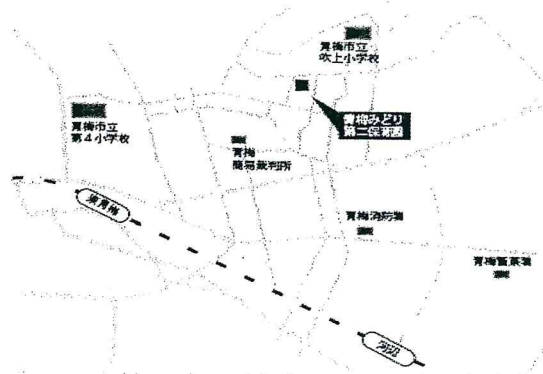 青梅市立
吹上小学校
青梅みどり
第二保育園
青梅市立
第4小学校
青梅
簡易裁判所
東青梅
青梅消防署
青梅警察署
河辺